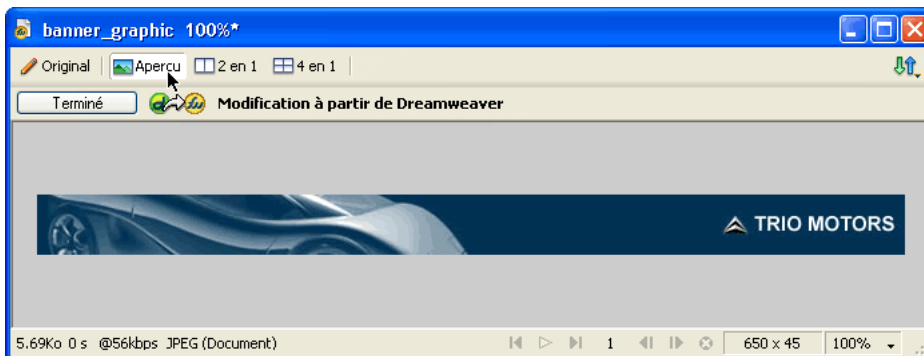 banner_graphic 100%*
Original Aperçu 2 en 1 4 en 1
Terminé Modification à partir de Dreamweaver
TRIO MOTORS
5.69Ko 0 s @56kbps JPEG (Document) 1 650 x 45 100%